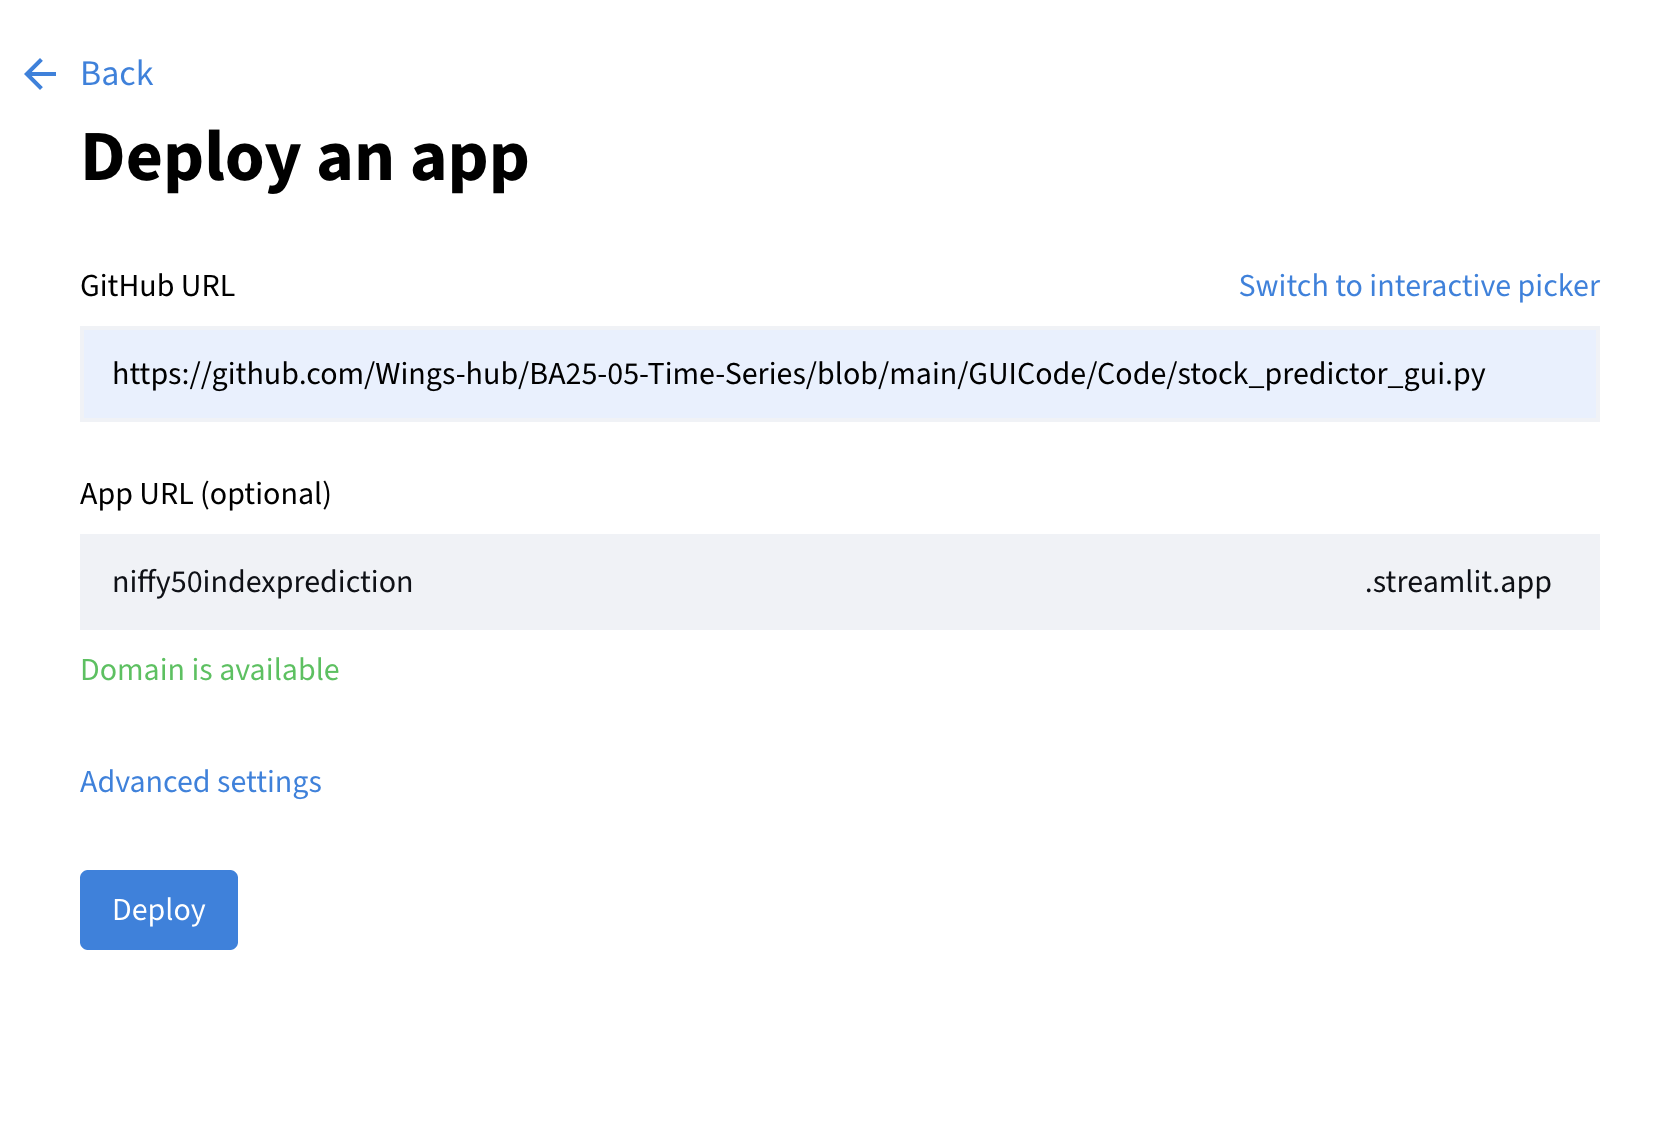 Back
Deploy an app
GitHub URL
Switch to interactive picker
https://github.com/Wings-hub/BA25-05-Time-Series/blob/main/GUICode/Code/stock_predictor_gui.py
App URL (optional)
niffy50indexprediction .streamlit.app
Domain is available
Advanced settings
Deploy